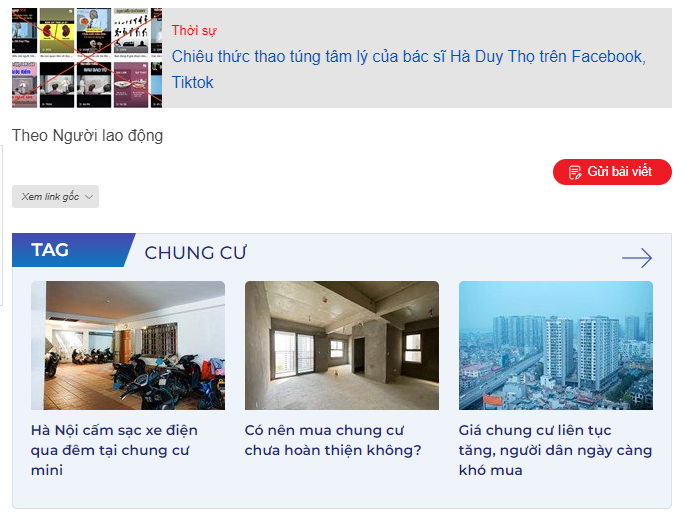 Thời sự
Chiêu thức thao túng tâm lý của bác sĩ Hà Duy Thọ trên Facebook,
Tiktok
Theo Người lao động
Gửi bài viết
Xem link gốc
TAG
CHUNG CƯ
Hà Nội cấm sạc xe điện
qua đêm tại chung cư
mini
Có nên mua chung cư
chưa hoàn thiện không?
Giá chung cư liên tục
tăng, người dân ngày càng
khó mua